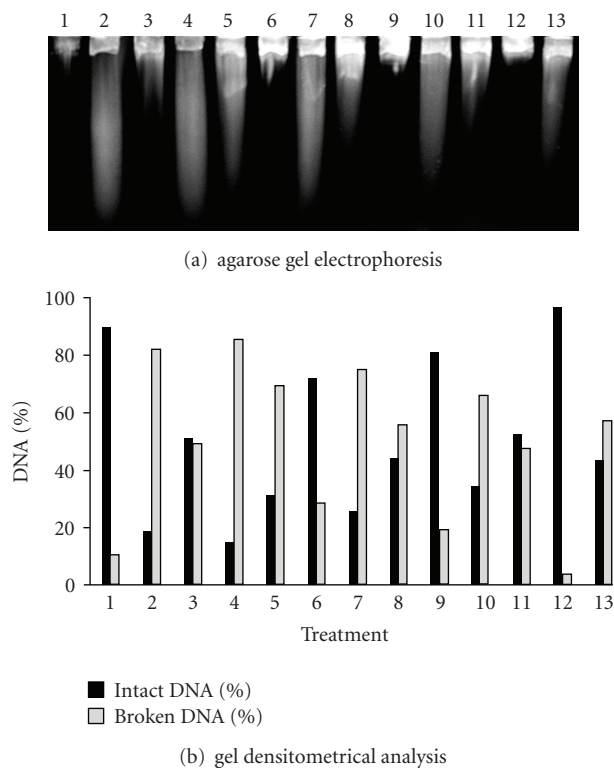 1 2 3 4 5 6 7 8 9 10 11 12 13
(a) agarose gel electrophoresis
100
80
60
40
20
0
DNA (%)
1 2 3 4 5 6 7 8 9 10 11 12 13
Treatment
Intact DNA (%)
Broken DNA (%)
(b) gel densitometrical analysis